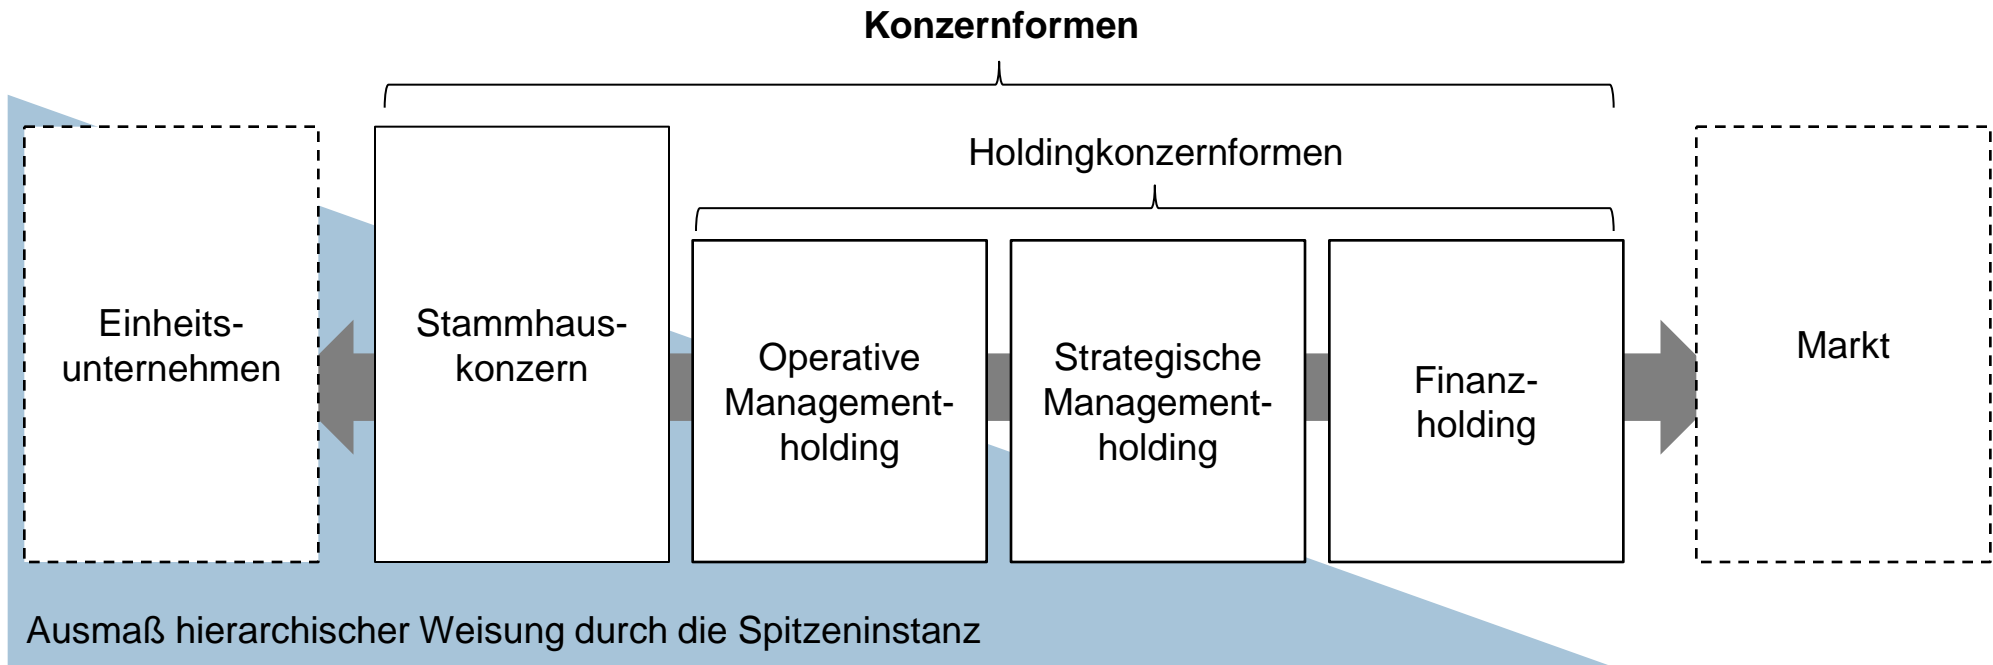 Konzernformen
Holdingkonzernformen
Einheits-
unternehmen
Stammhaus-
konzern
Operative
Management-
holding
Strategische
Management-
holding
Finanz-
holding
Markt
Ausmaß hierarchischer Weisung durch die Spitzeninstanz